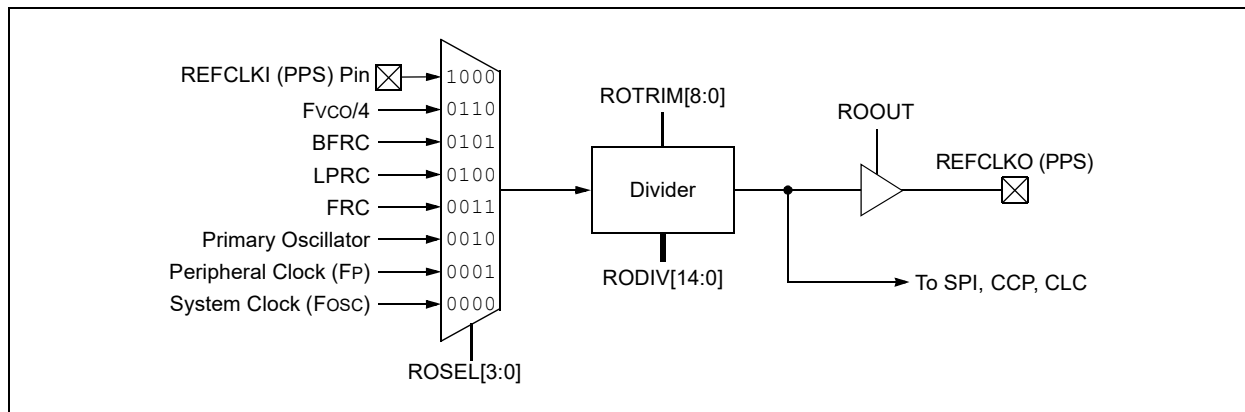 REFCLKI (PPS) Pin
1000
FVCO/4
0110
BFRC
0101
LPRC
0100
FRC
0011
Primary Oscillator
0010
Peripheral Clock (FP)
0001
System Clock (FOSC)
0000
ROSEL[3:0]
ROTRIM[8:0]
Divider
RODIV[14:0]
ROOUT
REFCLKO (PPS)
To SPI, CCP, CLC